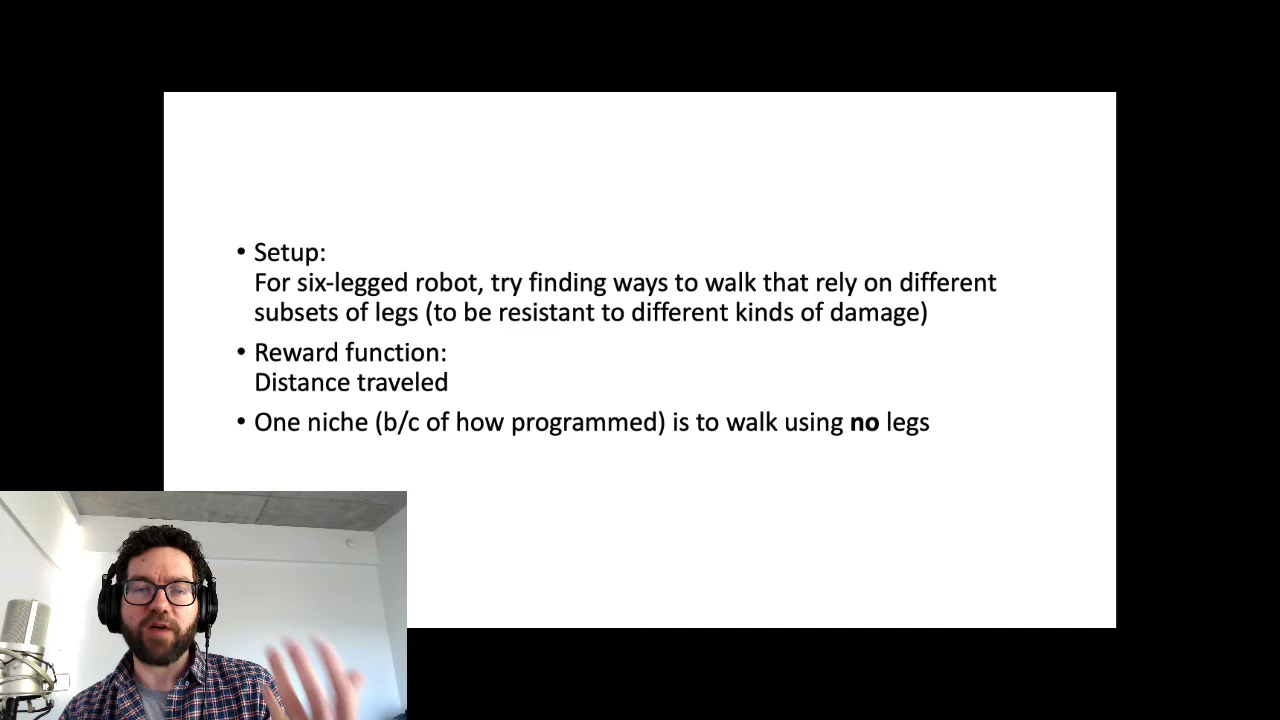 • Setup:
For six-legged robot, try finding ways to walk that rely on different
subsets of legs (to be resistant to different kinds of damage)
• Reward function:
Distance traveled
• One niche (b/c of how programmed) is to walk using no legs